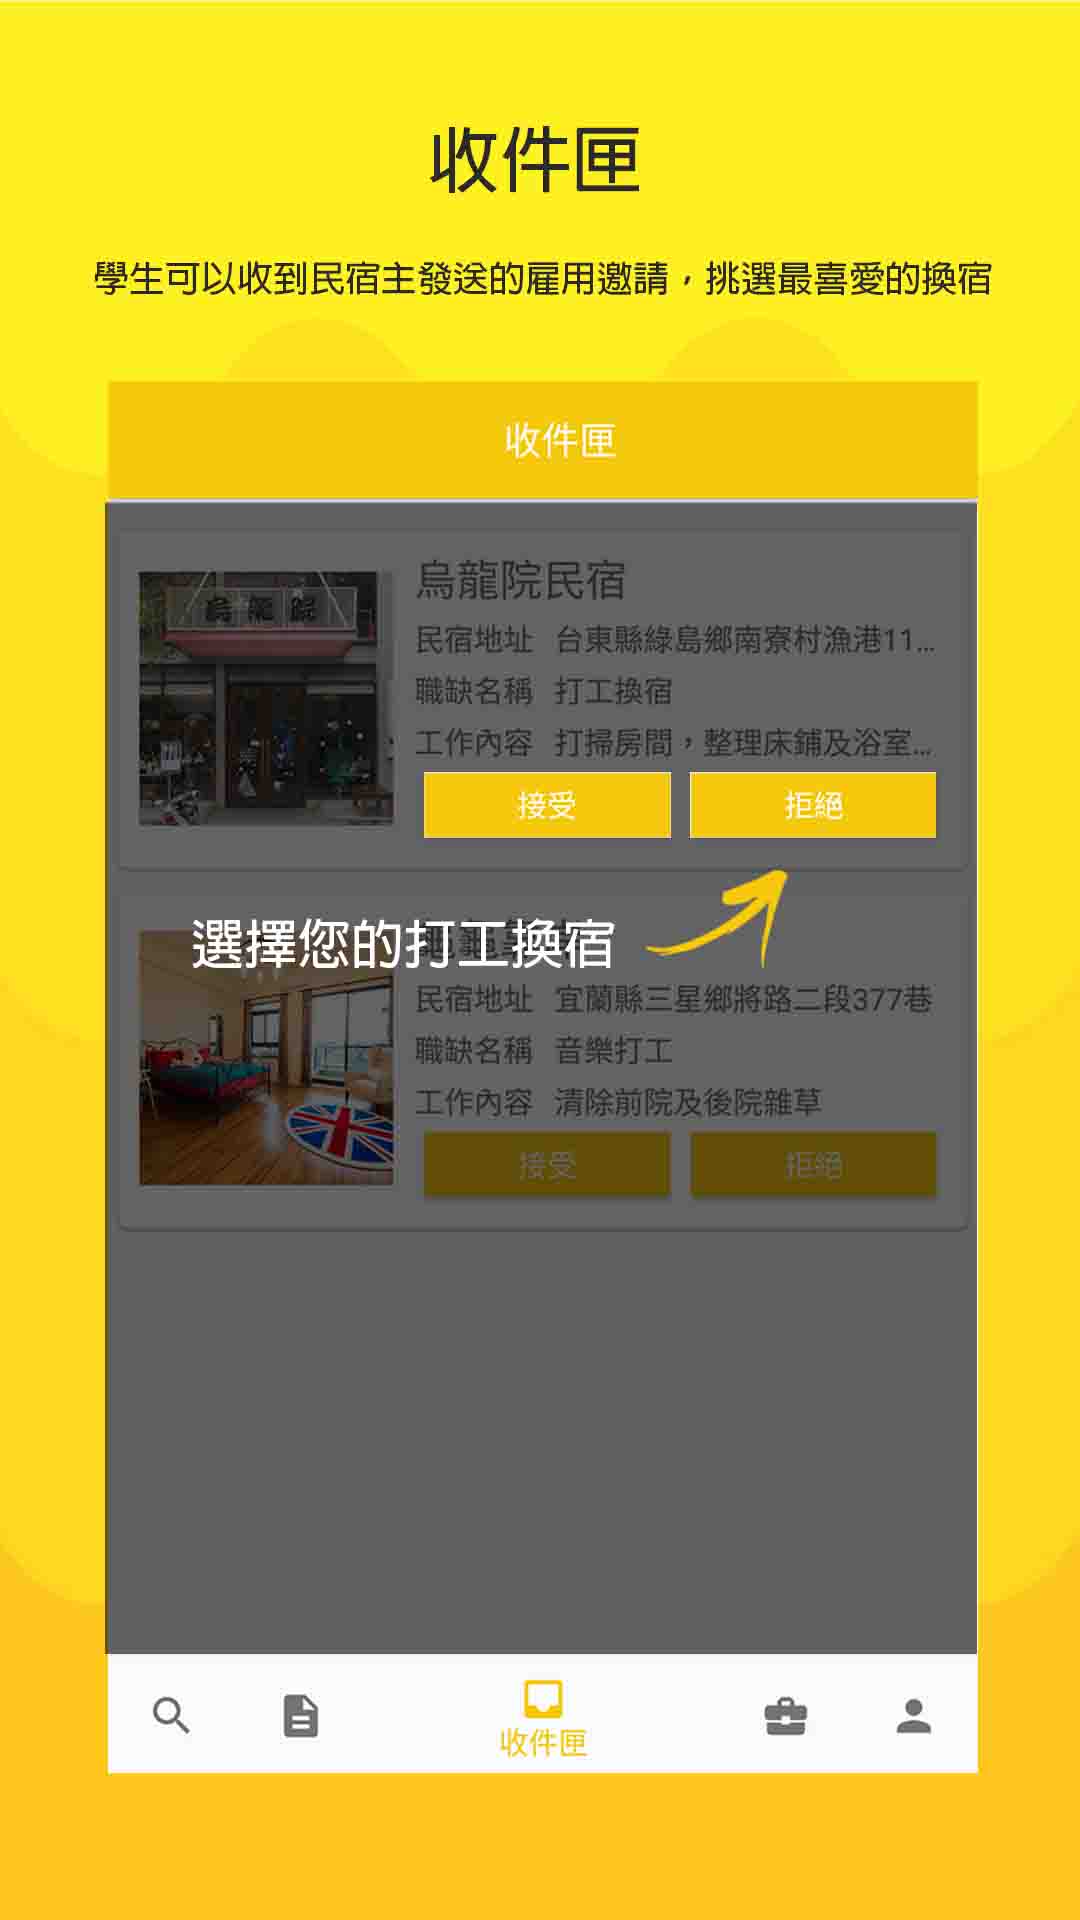 收件匣
學生可以收到民宿主發送的雇用邀請，挑選最喜愛的換宿
收件匣
烏龍院
烏龍院民宿
民宿地址 台東縣綠島鄉南寮村漁港11...
職缺名稱 打工換宿
工作內容 打掃房間，整理床鋪及浴室...
接受 拒絕
選擇您的打工換宿
民宿地址 宜蘭縣三星鄉將路二段377巷
職缺名稱 音樂打工
工作內容 清除前院及後院雜草
接受 拒絕
收件匣